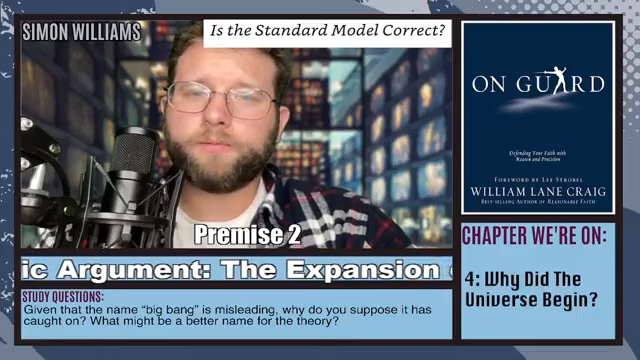 SIMON WILLIAMS
Is the Standard Model Correct?
Premise 2
ic Argument: The Expansion
STUDY QUESTIONS:
Given that the name "big bang" is misleading, why do you suppose it has
caught on? What might be a better name for the theory?
ON GUARD
Defending Your Faith with
Reason and Precision
FOREWORD BY LEE STROBEL
WILLIAM LANE CRAIG
BEST-SELLING AUTHOR OF REASONABLE FAITH
CHAPTER WE'RE ON:
4: Why Did The
Universe Begin?